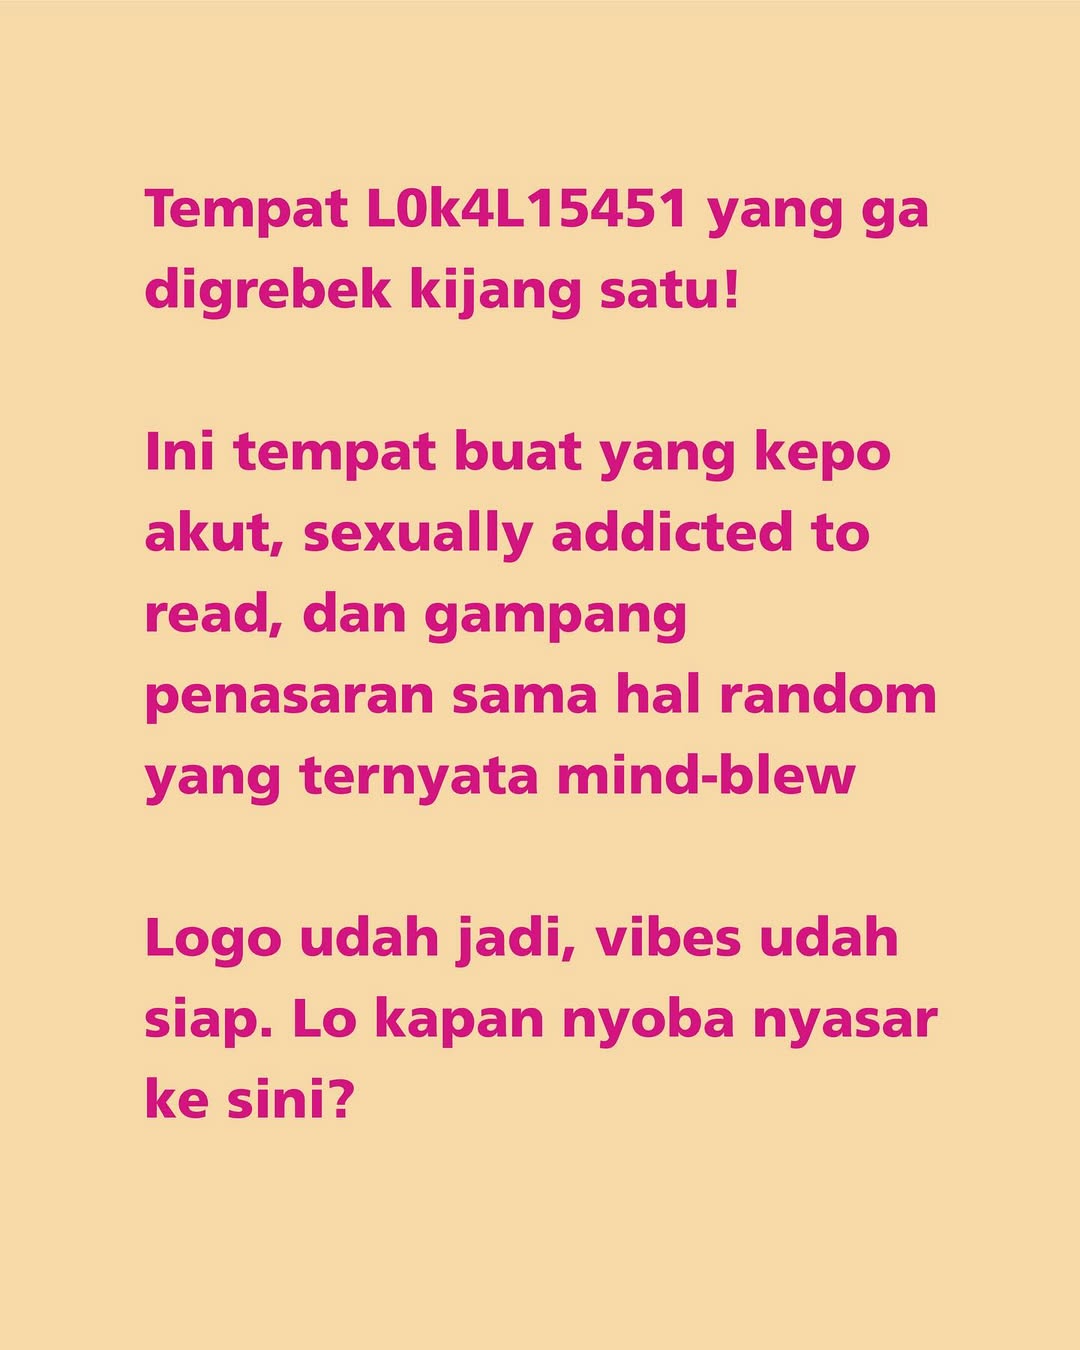 Tempat L0k4L15451 yang ga
digrebek kijang satu!
Ini tempat buat yang kepo
akut, sexually addicted to
read, dan gampang
penasaran sama hal random
yang ternyata mind-blew
Logo udah jadi, vibes udah
siap. Lo kapan nyoba nyasar
ke sini?